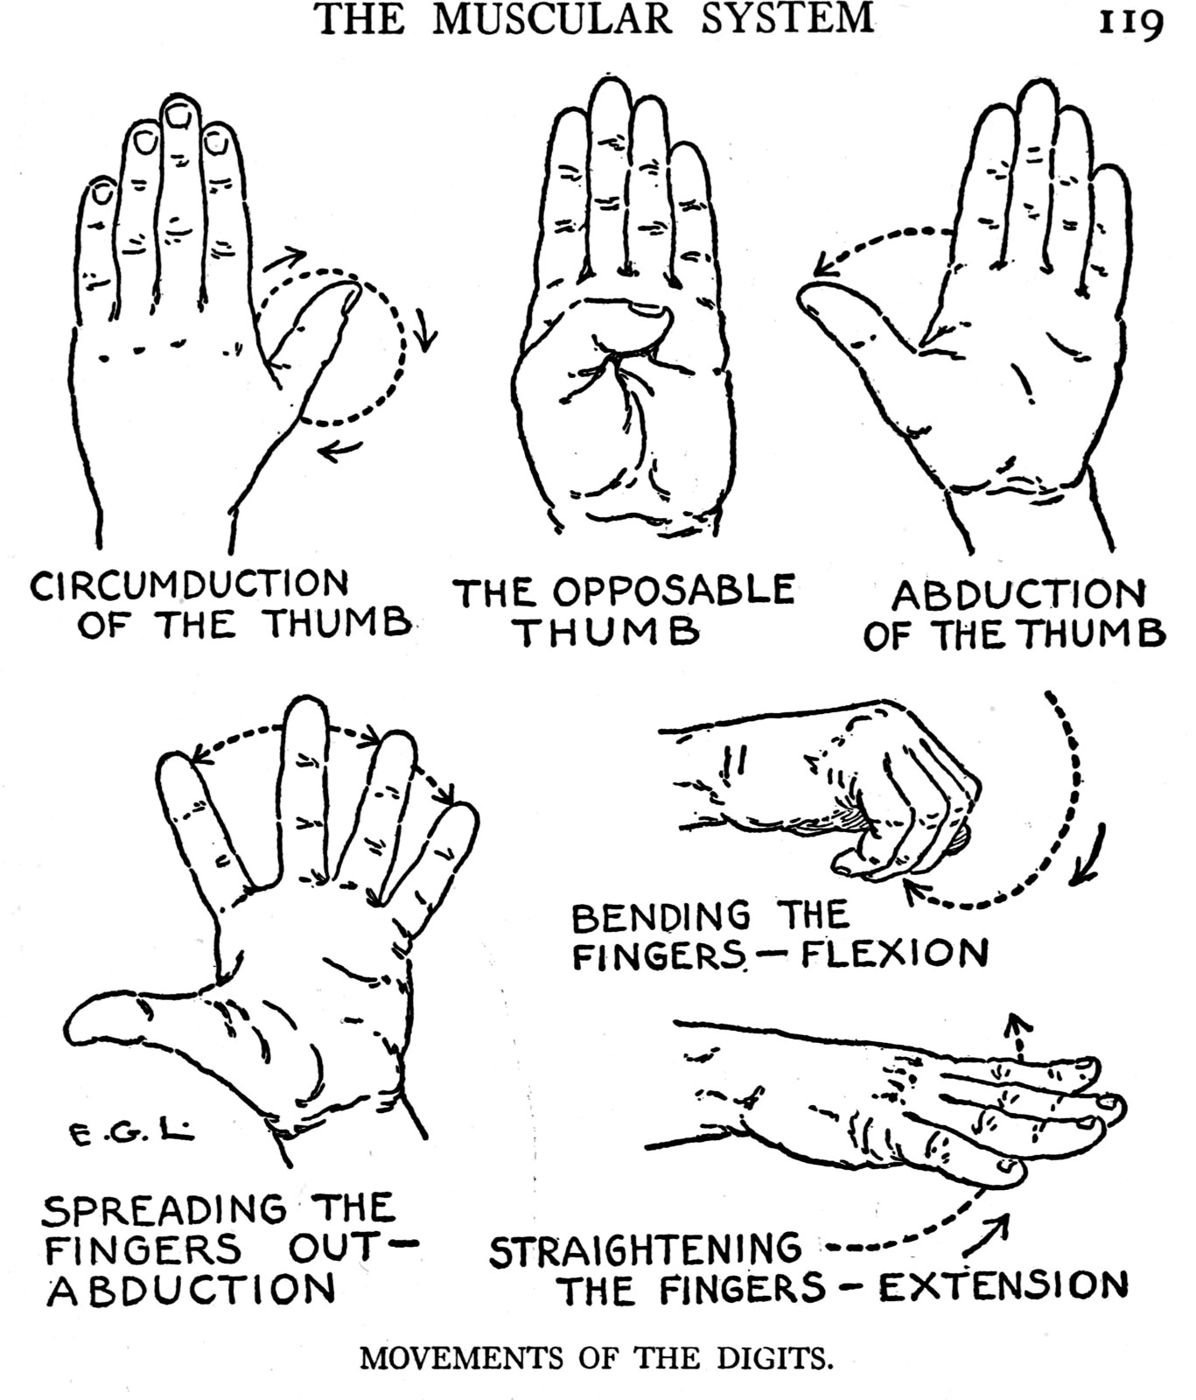 THE MUSCULAR SYSTEM 119
CIRCUMDUCTION
OF THE THUMB
THE OPPOSABLE
THUMB
ABDUCTION
OF THE THUMB
BENDING THE
FINGERS — FLEXION
E.G.L.
SPREADING THE
FINGERS OUT —
ABDUCTION
STRAIGHTENING
THE FINGERS — EXTENSION
MOVEMENTS OF THE DIGITS.